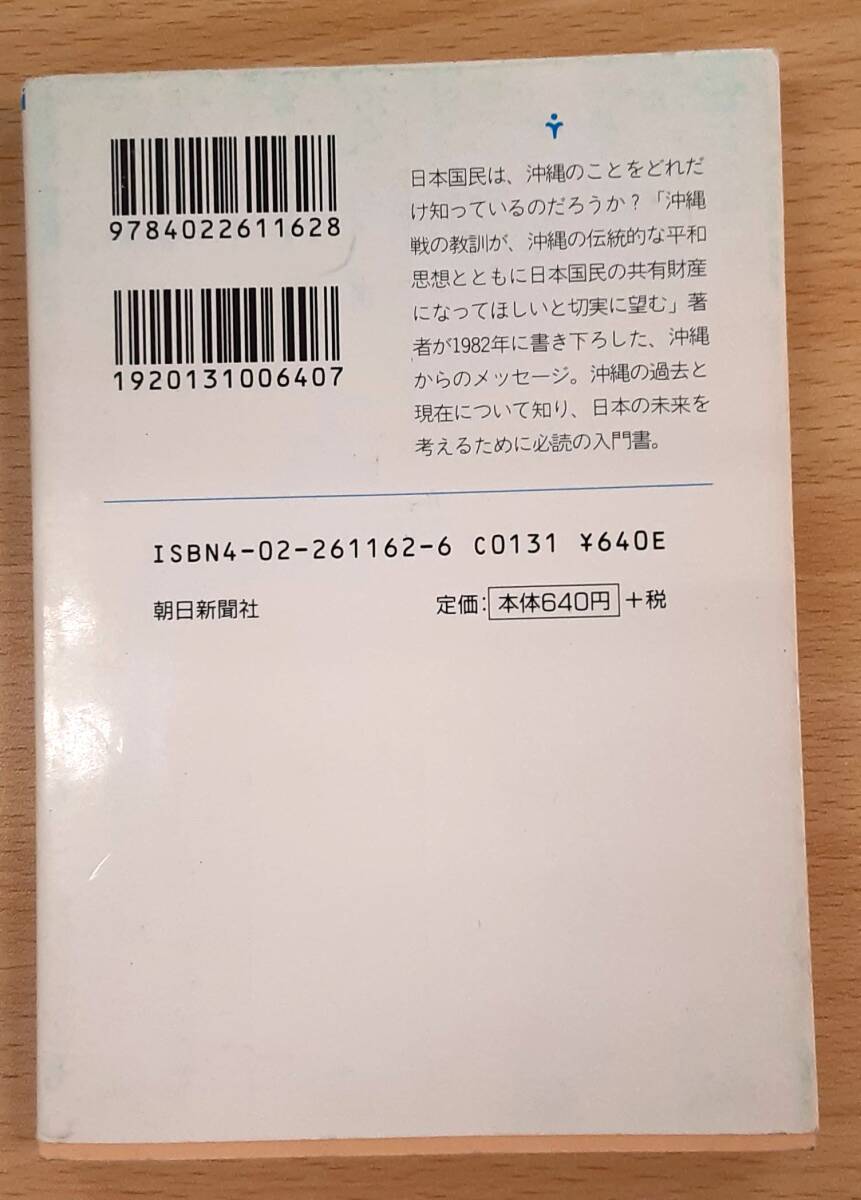 9784022611628
1920131006407
日本国民は、沖縄のことをどれだ
け知っているのだろうか？「沖縄
戦の教訓が、沖縄の伝統的な平和
思想とともに日本国民の共有財産
になってほしいと切実に望む」著
者が1982年に書き下ろした、沖縄
からのメッセージ。沖縄の過去と
現在について知り、日本の未来を
考えるために必読の入門書。
ISBN4-02-261162-6 C0131 ¥640E
朝日新聞社 定価：本体640円＋税